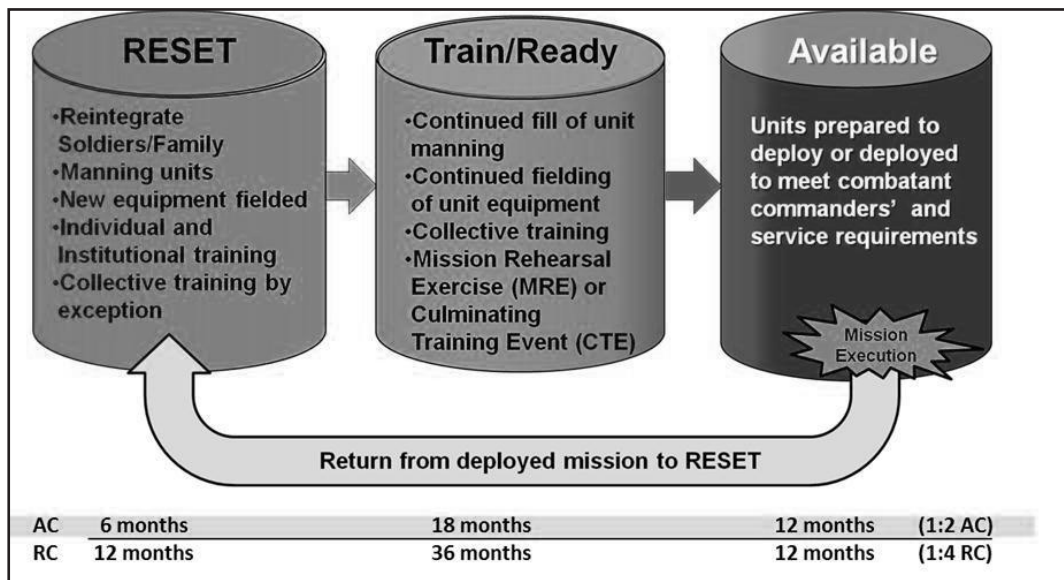 RESET
•Reintegrate
Soldiers/Family
•Manning units
•New equipment fielded
•Individual and
Institutional training
•Collective training by
exception
Train/Ready
•Continued fill of unit
manning
•Continued fielding
of unit equipment
•Collective training
•Mission Rehearsal
Exercise (MRE) or
Culminating
Training Event (CTE)
Available
Units prepared to
deploy or deployed
to meet combatant
commanders’ and
service requirements
Mission
Execution
Return from deployed mission to RESET
AC 6 months 18 months 12 months (1:2 AC)
RC 12 months 36 months 12 months (1:4 RC)